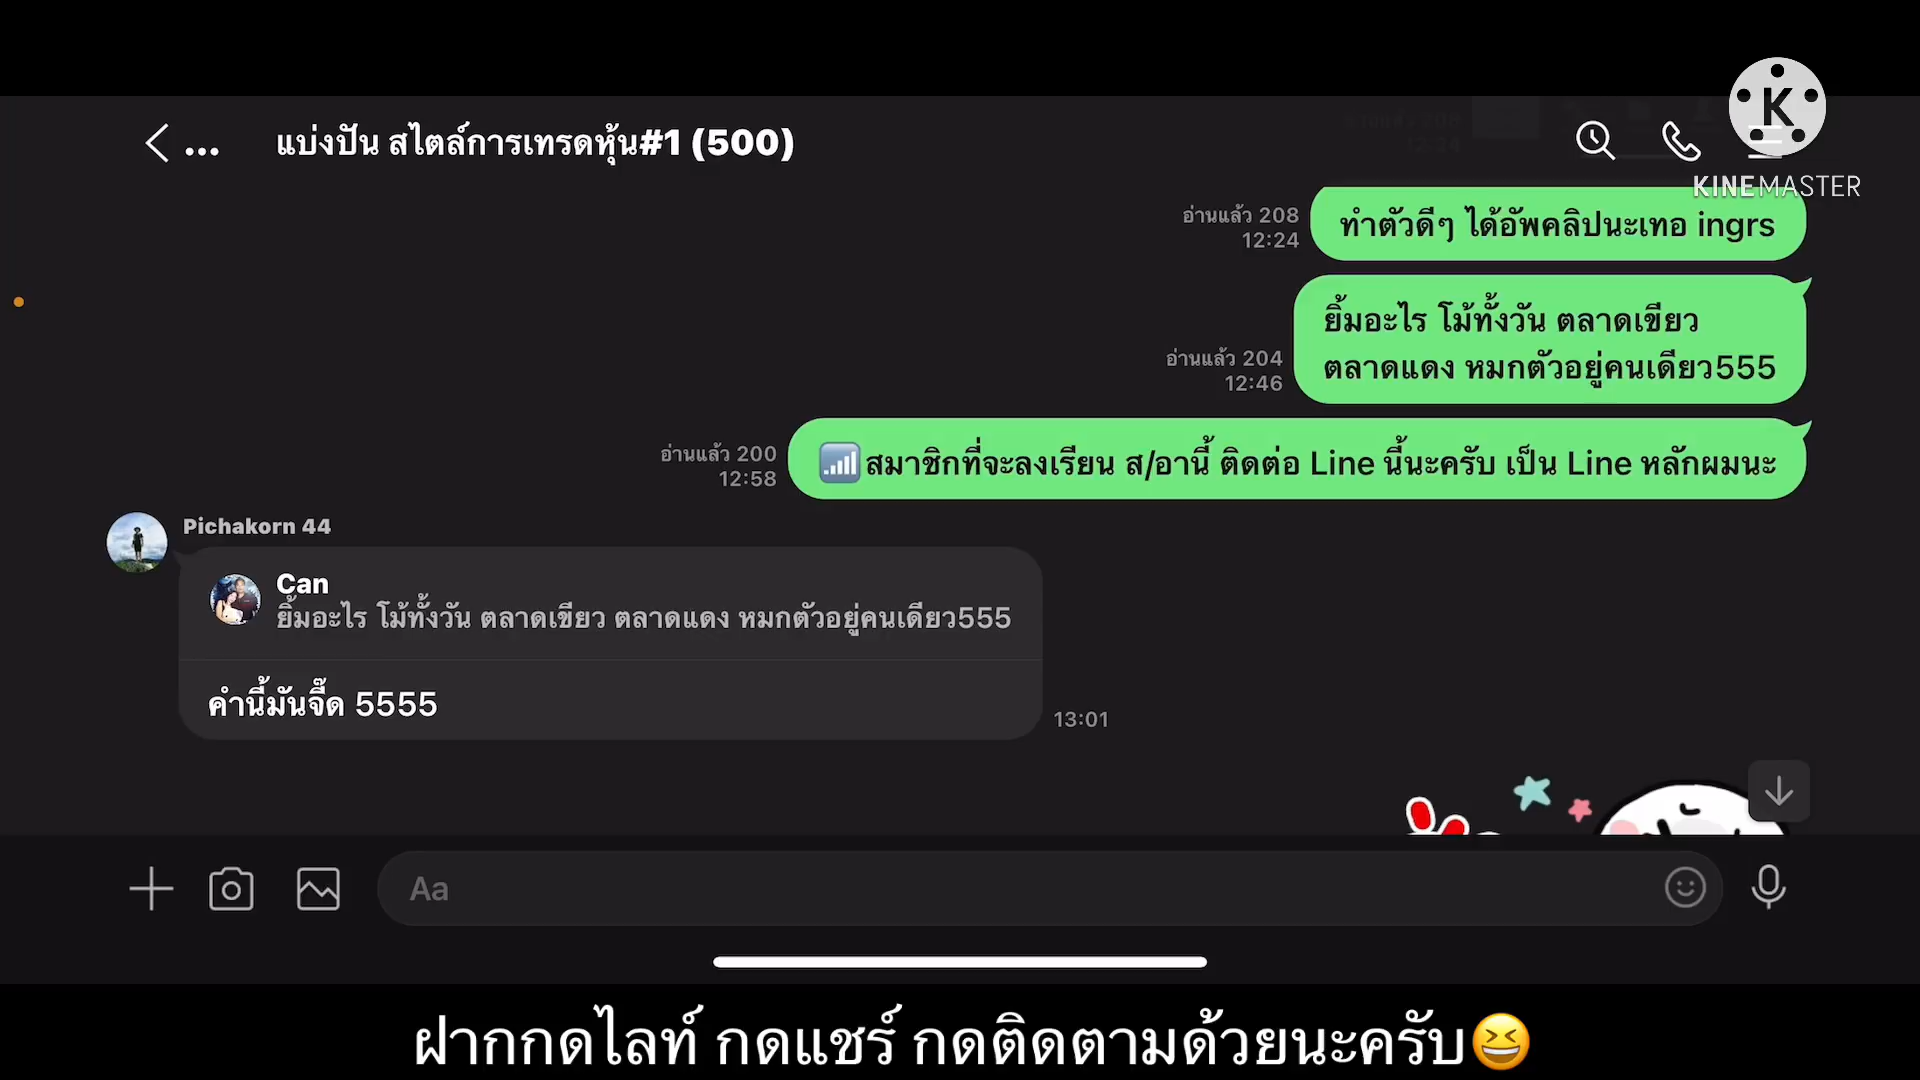 แบ่งปัน สไตล์การเทรดหุ้น#1 (500)
KINEMASTER
อ่านแล้ว 208
12:24
ทำตัวดีๆ ได้อัพคลิปนะเทอ ingrs
ยิ้มอะไร โม้ทั้งวัน ตลาดเขียว
ตลาดแดง หมกตัวอยู่คนเดียว555
อ่านแล้ว 204
12:46
สมาชิกที่จะลงเรียน ส/อานี้ ติดต่อ Line นี้นะครับ เป็น Line หลักผมนะ
อ่านแล้ว 200
12:58
Pichakorn 44
Can
ยิ้มอะไร โม้ทั้งวัน ตลาดเขียว ตลาดแดง หมกตัวอยู่คนเดียว555
คำนี้มันจี๊ด 5555
13:01
Aa
ฝากกดไลท์ กดแชร์ กดติดตามด้วยนะครับ😆